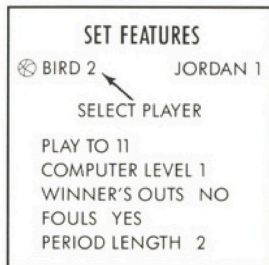 SET FEATURES
BIRD 2 JORDAN 1
SELECT PLAYER
PLAY TO 11
COMPUTER LEVEL 1
WINNER'S OUTS NO
FOULS YES
PERIOD LENGTH 2